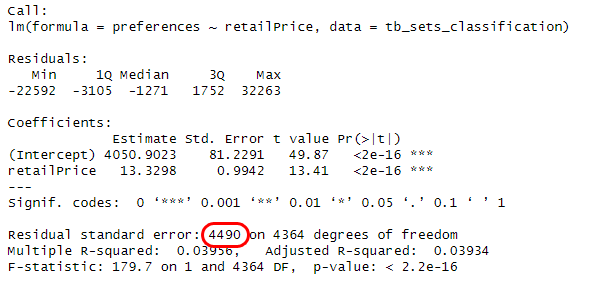 Call:
lm(formula = preferences ~ retailPrice, data = tb_sets_classification)
Residuals:
Min 1Q Median 3Q Max
-22592 -3105 -1271 1752 32263
Coefficients:
Estimate Std. Error t value Pr(>|t|)
(Intercept) 4050.9023 81.2291 49.87 <2e-16 ***
retailPrice 13.3298 0.9942 13.41 <2e-16 ***
---
Signif. codes: 0 ‘***’ 0.001 ‘**’ 0.01 ‘*’ 0.05 ‘.’ 0.1 ‘ ’ 1
Residual standard error: 4490 on 4364 degrees of freedom
Multiple R-squared: 0.03956, Adjusted R-squared: 0.03934
F-statistic: 179.7 on 1 and 4364 DF, p-value: < 2.2e-16